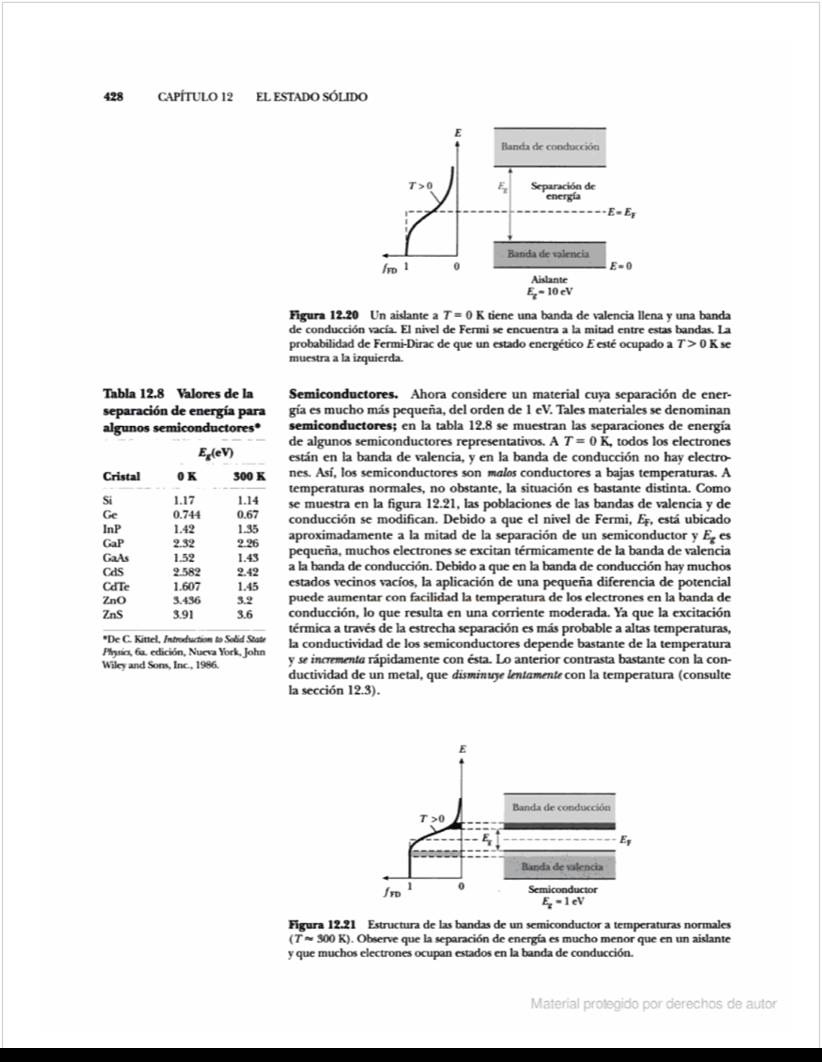 428 CAPÍTULO 12 EL ESTADO SÓLIDO
E
Banda de conducción
T > 0
Eg
Separación de
energía
E = EF
Banda de valencia
fFD 1 0
E = 0
Aislante
Eg ≈ 10 eV
Figura 12.20 Un aislante a T = 0 K tiene una banda de valencia llena y una banda
de conducción vacía. El nivel de Fermi se encuentra a la mitad entre estas bandas. La
probabilidad de Fermi-Dirac de que un estado energético E esté ocupado a T > 0 K se
muestra a la izquierda.
Tabla 12.8 Valores de la
separación de energía para
algunos semiconductores*
Eg(eV)
Cristal 0 K 300 K
Si 1.17 1.14
Ge 0.744 0.67
InP 1.42 1.35
GaP 2.32 2.26
GaAs 1.52 1.43
CdS 2.582 2.42
CdTe 1.607 1.45
ZnO 3.436 3.2
ZnS 3.91 3.6
*De C. Kittel, Introduction to Solid State
Physics, 6a. edición, Nueva York, John
Wiley and Sons, Inc., 1986.
Semiconductores. Ahora considere un material cuya separación de ener-
gía es mucho más pequeña, del orden de 1 eV. Tales materiales se denominan
semiconductores; en la tabla 12.8 se muestran las separaciones de energía
de algunos semiconductores representativos. A T = 0 K, todos los electrones
están en la banda de valencia, y en la banda de conducción no hay electro-
nes. Así, los semiconductores son malos conductores a bajas temperaturas. A
temperaturas normales, no obstante, la situación es bastante distinta. Como
se muestra en la figura 12.21, las poblaciones de las bandas de valencia y de
conducción se modifican. Debido a que el nivel de Fermi, EF, está ubicado
aproximadamente a la mitad de la separación de un semiconductor y Eg es
pequeña, muchos electrones se excitan térmicamente de la banda de valencia
a la banda de conducción. Debido a que en la banda de conducción hay muchos
estados vecinos vacíos, la aplicación de una pequeña diferencia de potencial
puede aumentar con facilidad la temperatura de los electrones en la banda de
conducción, lo que resulta en una corriente moderada. Ya que la excitación
térmica a través de la estrecha separación es más probable a altas temperaturas,
la conductividad de los semiconductores depende bastante de la temperatura
y se incrementa rápidamente con ésta. Lo anterior contrasta bastante con la con-
ductividad de un metal, que disminuye lentamente con la temperatura (consulte
la sección 12.3).
E
Banda de conducción
T >0
Eg
EF
Banda de valencia
fFD 1 0
Semiconductor
Eg ≈ 1 eV
Figura 12.21 Estructura de las bandas de un semiconductor a temperaturas normales
(T ≈ 300 K). Observe que la separación de energía es mucho menor que en un aislante
y que muchos electrones ocupan estados en la banda de conducción.
Material protegido por derechos de autor